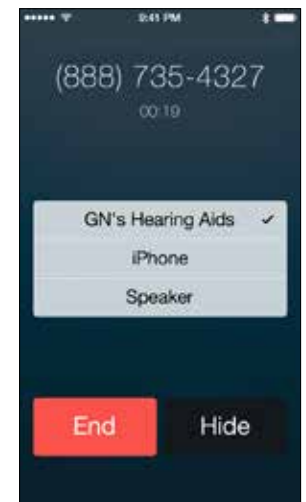 9:41 PM
(888) 735-4327
00:19
GN's Hearing Aids
iPhone
Speaker
End
Hide